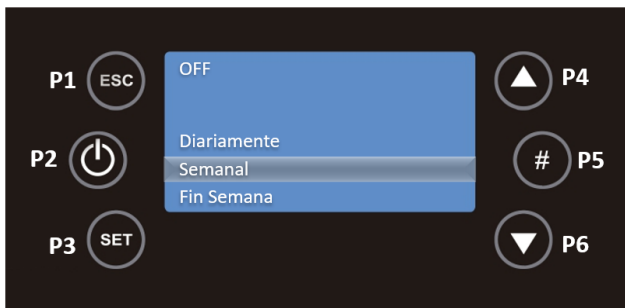 P1 ESC
OFF
P4
Diariamente
P2
Semanal
# P5
Fin Semana
P3 SET
P6